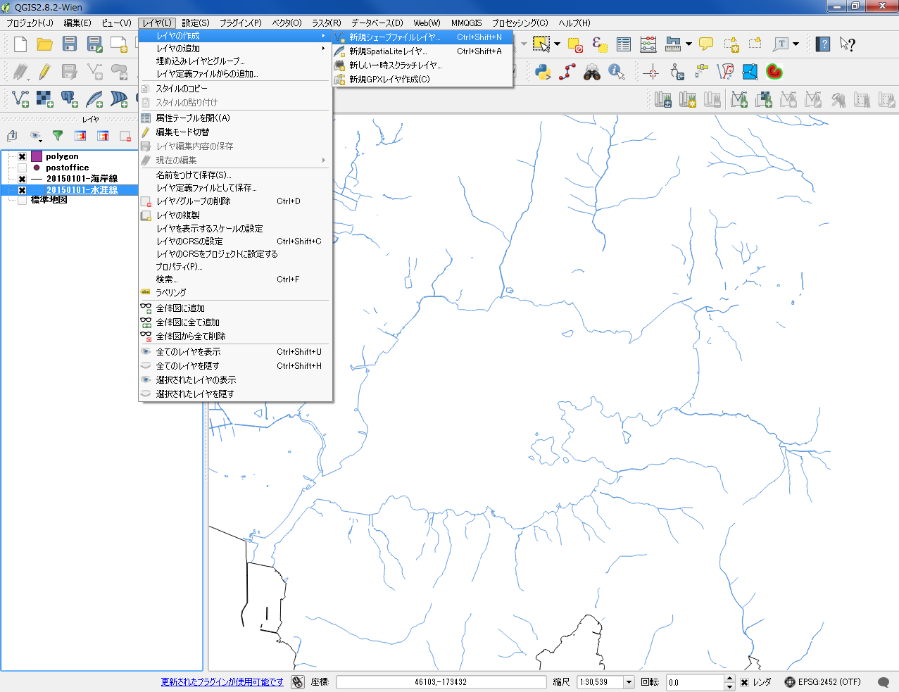 QGIS2.8.2-Wien
プロジェクト(J) 編集(E) ビュー(V) レイヤ(L) 設定(S) プラグイン(P) ベクタ(O) ラスタ(R) データベース(D) Web(W) MMQGIS プロセッシング(C) ヘルプ(H)
レイヤの作成
レイヤの追加
埋め込みレイヤとグループ...
レイヤ定義ファイルからの追加...
スタイルのコピー
スタイルの貼り付け
属性テーブルを開く(A)
編集モード切替
レイヤ編集内容の保存
現在の編集
名前をつけて保存(S)...
レイヤ定義ファイルとして保存...
レイヤ/グループの削除 Ctrl+D
レイヤの複製
レイヤを表示するスケールの設定
レイヤのCRSの設定 Ctrl+Shift+C
レイヤのCRSをプロジェクトに設定する
プロパティ(P)...
検索... Ctrl+F
ラベリング
全体図に追加
全体図に全て追加
全体図から全て削除
全てのレイヤを表示 Ctrl+Shift+U
全てのレイヤを隠す Ctrl+Shift+H
選択されたレイヤの表示
選択されたレイヤを隠す
新規シェープファイルレイヤ... Ctrl+Shift+N
新規SpatiaLiteレイヤ... Ctrl+Shift+A
新しい一時スクラッチレイヤ...
新規GPXレイヤ作成(C)
レイヤ
polygon
postoffice
20150101-海岸線
20150101-水涯線
標準地図
更新されたプラグインが使用可能です 座標: 46103,-173432 縮尺 1:30,539 回転: 0.0 レンダ EPSG:2452 (OTF)